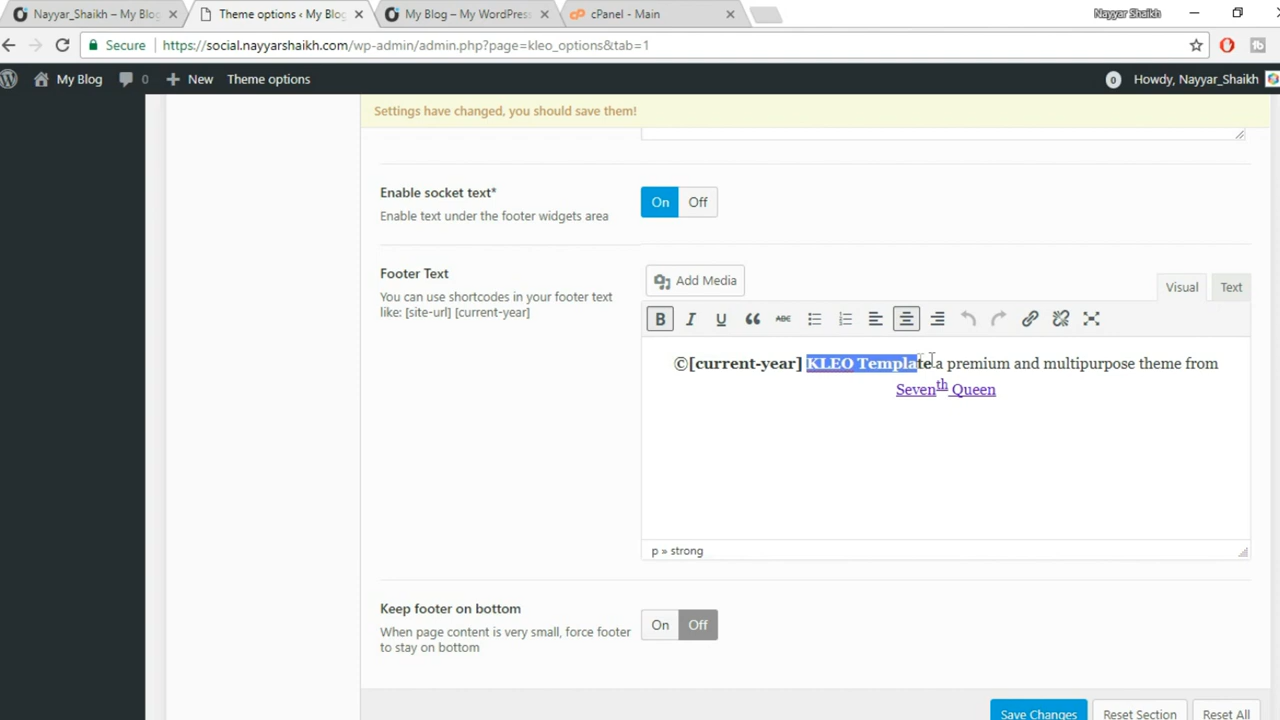 Nayyar_Shaikh – My Blog
Theme options ‹ My Blog
My Blog – My WordPress
cPanel - Main
Nayyar Shaikh
Secure
https://social.nayyarshaikh.com/wp-admin/admin.php?page=kleo_options&tab=1
My Blog
0
New
Theme options
0
Howdy, Nayyar_Shaikh
Settings have changed, you should save them!
Enable socket text*
Enable text under the footer widgets area
On
Off
Footer Text
You can use shortcodes in your footer text
like: [site-url] [current-year]
Add Media
Visual
Text
B
I
U
ABC
©[current-year] KLEO Template a premium and multipurpose theme from
Seventh Queen
p » strong
Keep footer on bottom
When page content is very small, force footer
to stay on bottom
On
Off
Save Changes
Reset Section
Reset All